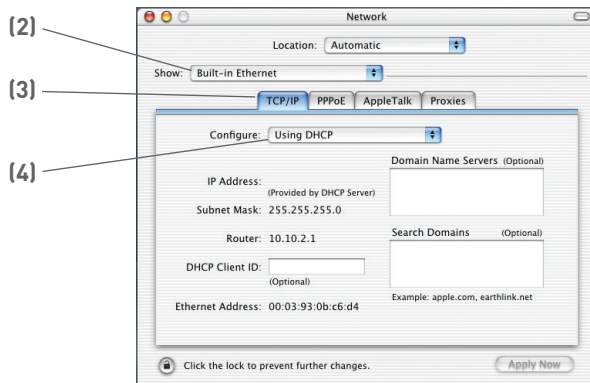 Network
(2)
Location: Automatic
Show: Built-in Ethernet
(3)
TCP/IP PPPoE AppleTalk Proxies
Configure: Using DHCP
(4)
Domain Name Servers (Optional)
IP Address:
(Provided by DHCP Server)
Subnet Mask: 255.255.255.0
Router: 10.10.2.1
Search Domains (Optional)
DHCP Client ID:
(Optional)
Example: apple.com, earthlink.net
Ethernet Address: 00:03:93:0b:c6:d4
Click the lock to prevent further changes.
Apply Now